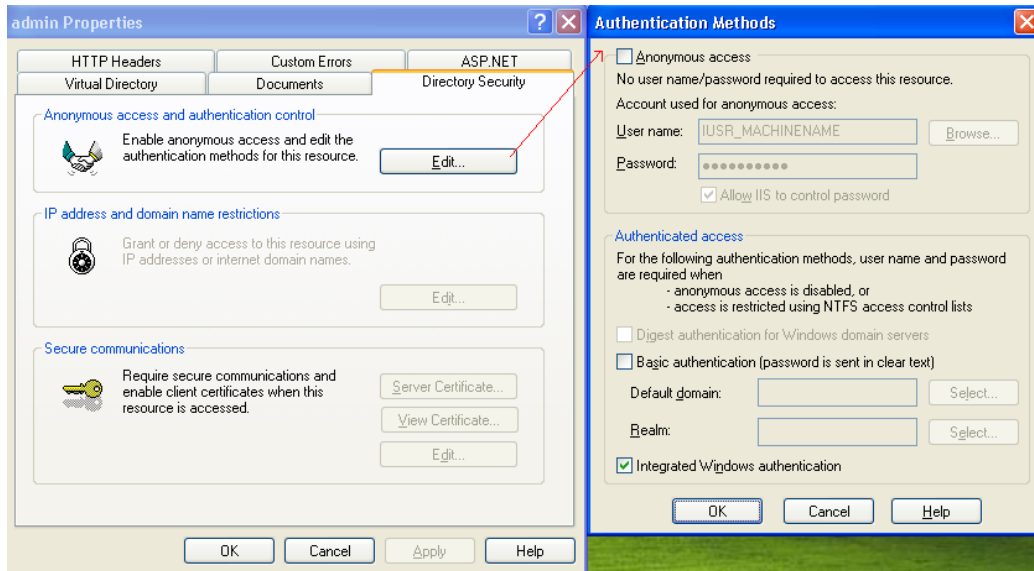 admin Properties
HTTP Headers
Custom Errors
ASP.NET
Virtual Directory
Documents
Directory Security
Anonymous access and authentication control
Enable anonymous access and edit the
authentication methods for this resource.
Edit...
IP address and domain name restrictions
Grant or deny access to this resource using
IP addresses or internet domain names.
Edit...
Secure communications
Require secure communications and
enable client certificates when this
resource is accessed.
Server Certificate...
View Certificate...
Edit...
OK
Cancel
Apply
Help
Authentication Methods
Anonymous access
No user name/password required to access this resource.
Account used for anonymous access:
User name:
IUSR_MACHINENAME
Browse...
Password:
●●●●●●●●●●
Allow IIS to control password
Authenticated access
For the following authentication methods, user name and password
are required when
- anonymous access is disabled, or
- access is restricted using NTFS access control lists
Digest authentication for Windows domain servers
Basic authentication (password is sent in clear text)
Default domain:
Select...
Realm:
Select...
Integrated Windows authentication
OK
Cancel
Help